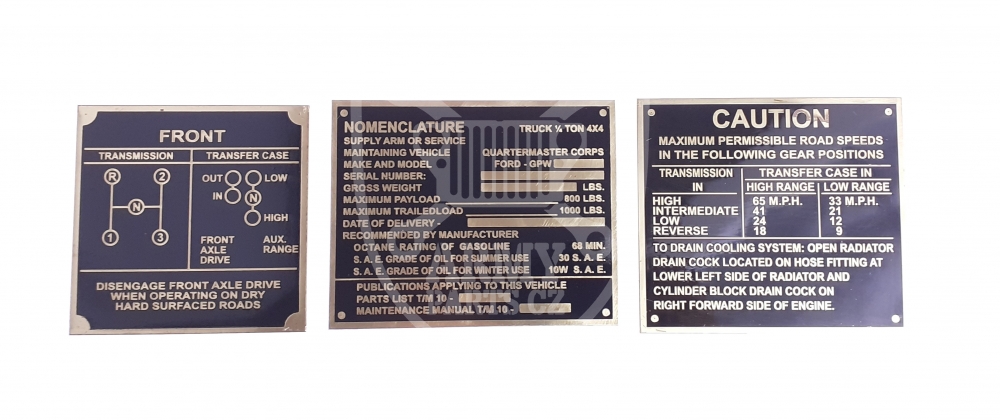 FRONT
TRANSMISSION
TRANSFER CASE
R 2
N
1 3
OUT LOW
IN N
HIGH
FRONT AXLE DRIVE
AUX. RANGE
DISENGAGE FRONT AXLE DRIVE
WHEN OPERATING ON DRY
HARD SURFACED ROADS
NOMENCLATURE TRUCK ¼ TON 4X4
SUPPLY ARM OR SERVICE
MAINTAINING VEHICLE QUARTERMASTER CORPS
MAKE AND MODEL FORD - GPW
SERIAL NUMBER:
GROSS WEIGHT LBS.
MAXIMUM PAYLOAD 800 LBS.
MAXIMUM TRAILEDLOAD 1000 LBS.
DATE OF DELIVERY -
RECOMMENDED BY MANUFACTURER
OCTANE RATING OF GASOLINE 68 MIN.
S. A. E. GRADE OF OIL FOR SUMMER USE 30 S. A. E.
S. A. E. GRADE OF OIL FOR WINTER USE 10W S. A. E.
PUBLICATIONS APPLYING TO THIS VEHICLE
PARTS LIST T/M 10 - 
MAINTENANCE MANUAL T/M 10 -
CAUTION
MAXIMUM PERMISSIBLE ROAD SPEEDS
IN THE FOLLOWING GEAR POSITIONS
TRANSMISSION IN
TRANSFER CASE IN
HIGH RANGE LOW RANGE
HIGH 65 M.P.H. 33 M.P.H.
INTERMEDIATE 41 21
LOW 24 12
REVERSE 18 9
TO DRAIN COOLING SYSTEM: OPEN RADIATOR
DRAIN COCK LOCATED ON HOSE FITTING AT
LOWER LEFT SIDE OF RADIATOR AND
CYLINDER BLOCK DRAIN COCK ON
RIGHT FORWARD SIDE OF ENGINE.